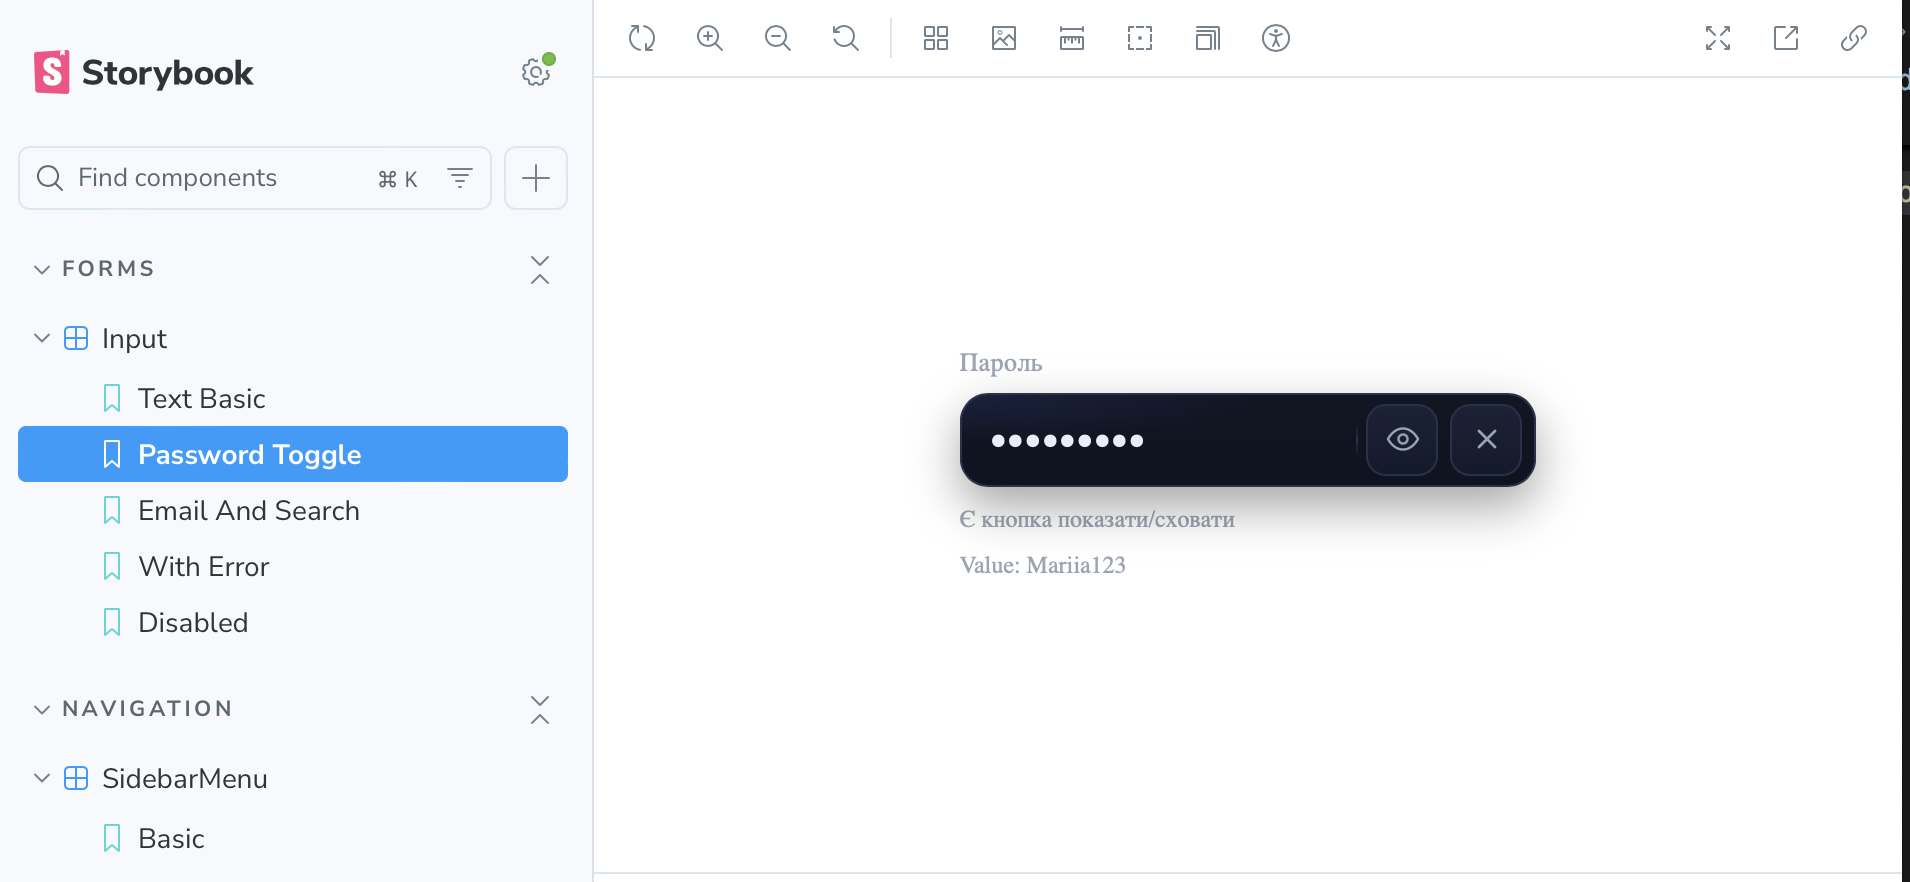 Storybook
Find components ⌘ K
FORMS
Input
Text Basic
Password Toggle
Email And Search
With Error
Disabled
NAVIGATION
SidebarMenu
Basic
Пароль
Є кнопка показати/сховати
Value: Mariia123